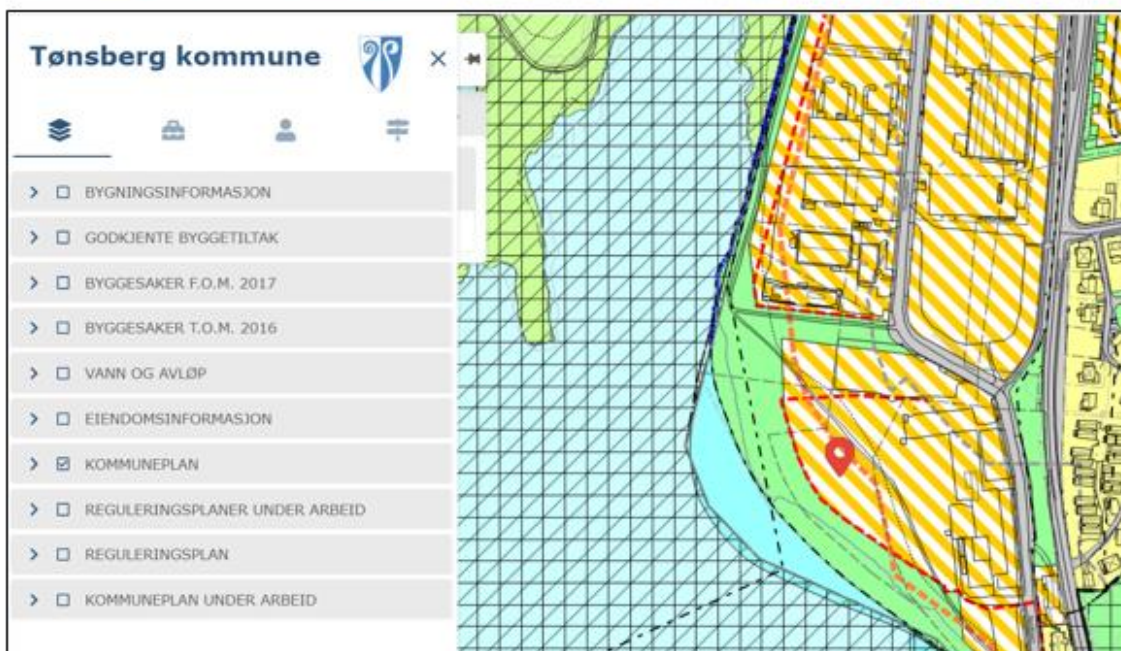 Tønsberg kommune
BYGNINGSINFORMASJON
GODKJENTE BYGGETILTAK
BYGGESAKER F.O.M. 2017
BYGGESAKER T.O.M. 2016
VANN OG AVLØP
EIENDOMSINFORMASJON
KOMMUNEPLAN
REGULERINGSPLANER UNDER ARBEID
REGULERINGSPLAN
KOMMUNEPLAN UNDER ARBEID